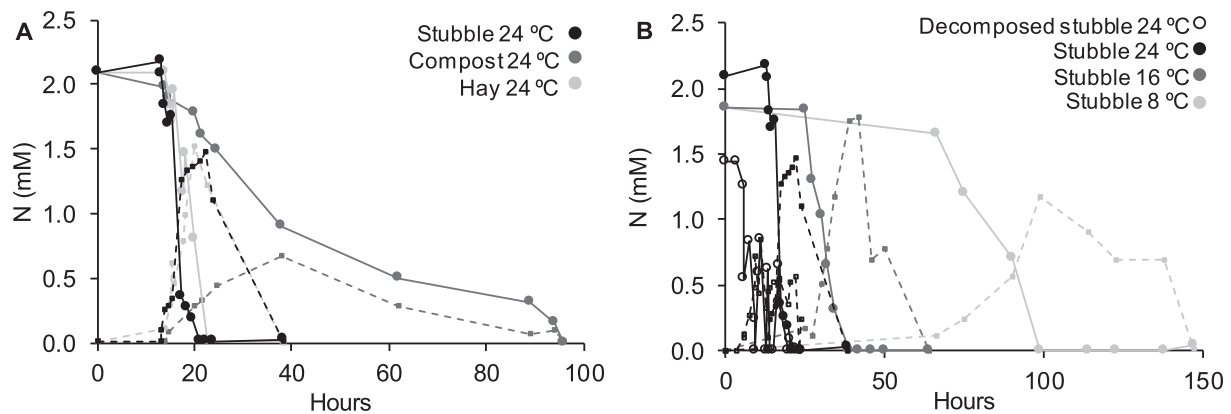 A
Stubble 24 ºC
Compost 24 ºC
Hay 24 ºC
N (mM)
2.5
2.0
1.5
1.0
0.5
0.0
0 20 40 60 80 100
Hours
B
Decomposed stubble 24 ºC
Stubble 24 ºC
Stubble 16 ºC
Stubble 8 ºC
N (mM)
2.5
2.0
1.5
1.0
0.5
0.0
0 50 100 150
Hours